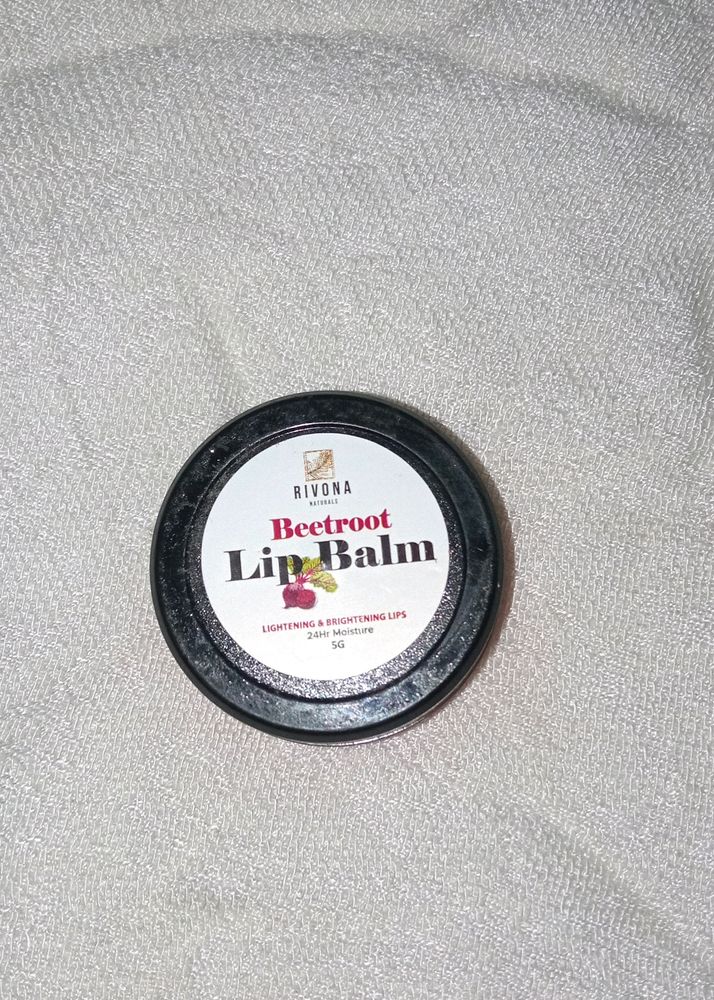 RIVONA
NATURALS
Beetroot
Lip Balm
LIGHTENING & BRIGHTENING LIPS
24Hr Moisture
5G